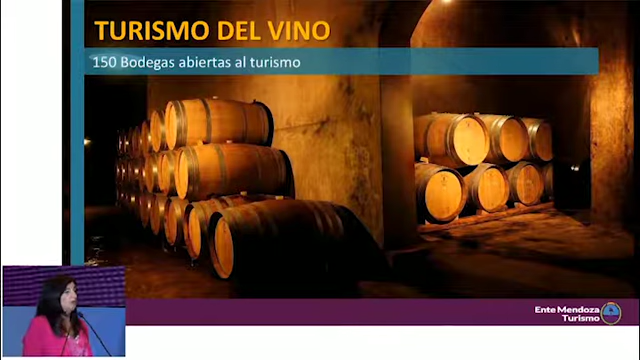 TURISMO DEL VINO
150 Bodegas abiertas al turismo
Ente Mendoza
Turismo